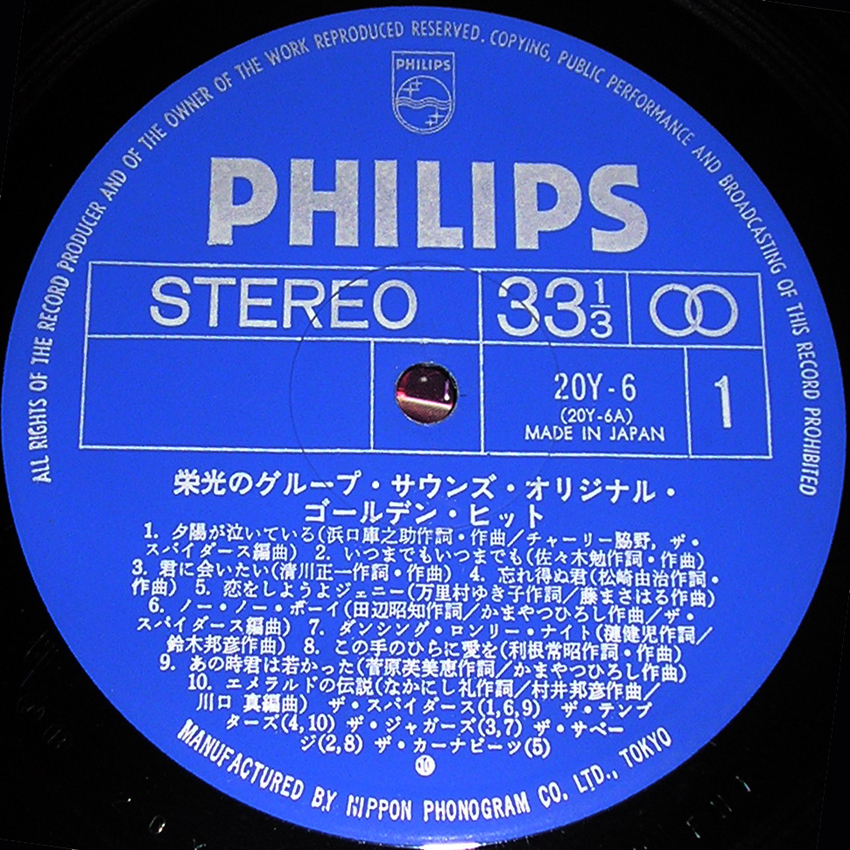 ALL RIGHTS OF THE RECORD PRODUCER AND OF THE OWNER OF THE WORK REPRODUCED RESERVED. COPYING, PUBLIC PERFORMANCE AND BROADCASTING OF THIS RECORD PROHIBITED
PHILIPS
PHILIPS
STEREO 33 1/3
20Y-6
(20Y-6A)
MADE IN JAPAN
1
栄光のグループ・サウンズ・オリジナル・
ゴールデン・ヒット
1. 夕陽が泣いている(浜口庫之助作詞・作曲/チャーリー脇野, ザ・
スパイダース編曲) 2. いつまでもいつまでも(佐々木勉作詞・作曲)
3. 君に会いたい(清川正一作詞・作曲) 4. 忘れ得ぬ君(松崎由治作詞・
作曲) 5. 恋をしようよジェニー(万里村ゆき子作詞/藤まさはる作曲)
6. ノー・ノー・ボーイ(田辺昭知作詞/かまやつひろし作曲/ザ・
スパイダース編曲) 7. ダンシング・ロンリー・ナイト(漣健児作詞/
鈴木邦彦作曲) 8. この手のひらに愛を(利根常昭作詞・作曲)
9. あの時君は若かった(菅原芙美恵作詞/かまやつひろし作曲)
10. エメラルドの伝説(なかにし礼作詞/村井邦彦作曲/
川口 真編曲) ザ・スパイダース(1,6,9) ザ・テンプ
ターズ(4,10) ザ・ジャガーズ(3,7) ザ・サベー
ジ(2,8) ザ・カーナビーツ(5)
10
MANUFACTURED BY NIPPON PHONOGRAM CO. LTD., TOKYO